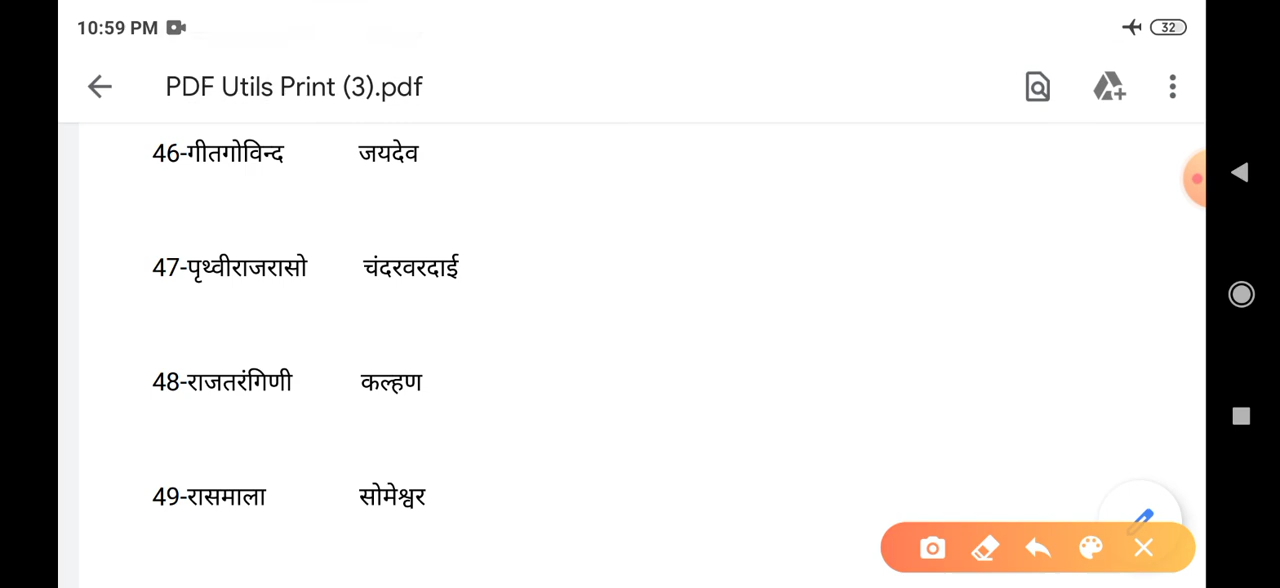 10:59 PM 32
PDF Utils Print (3).pdf
46-गीतगोविन्द जयदेव
47-पृथ्वीराजरासो चंदरवरदाई
48-राजतरंगिणी कल्हण
49-रासमाला सोमेश्वर